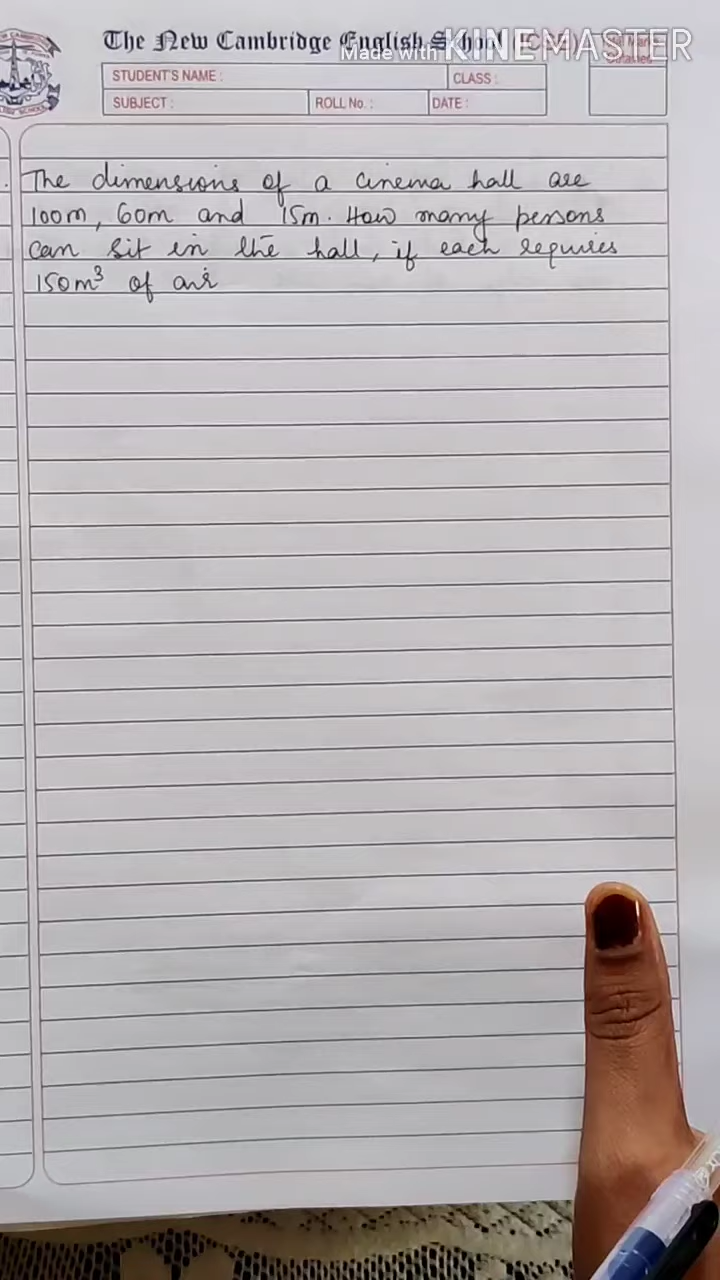 The New Cambridge English School
Made with KINEMASTER
STUDENT'S NAME :
CLASS :
SUBJECT :
ROLL No. :
DATE :
The dimensions of a cinema hall are
100m, 60m and 15m. How many persons
can sit in the hall, if each requires
150m³ of air